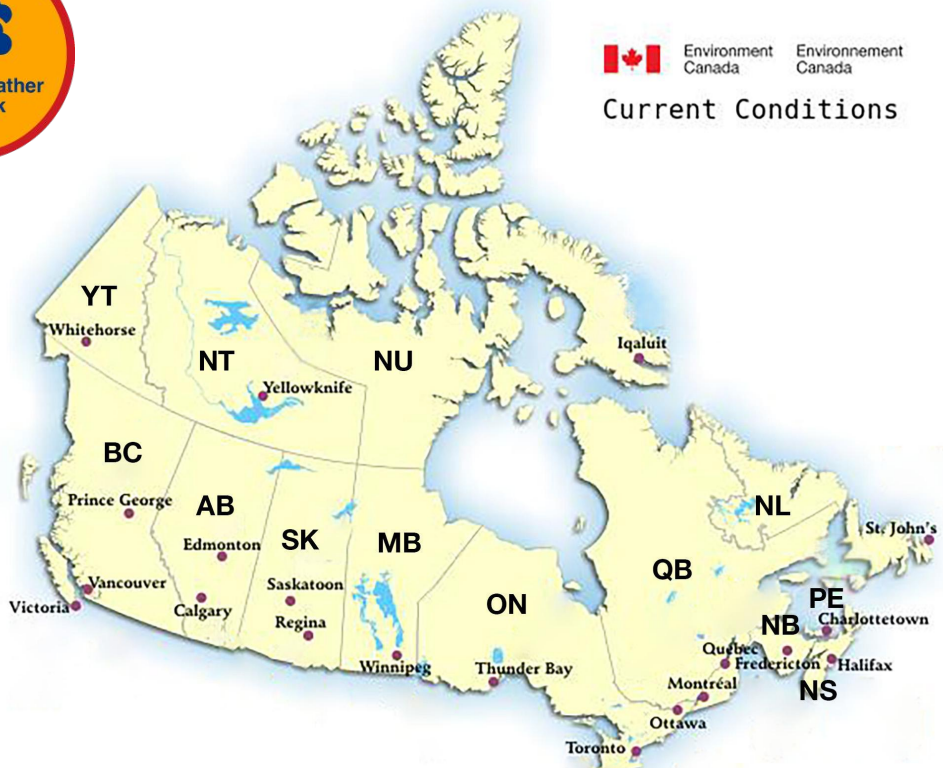 ather
k
Environment
Canada
Environnement
Canada
Current Conditions
YT
Whitehorse
NT
NU
Iqaluit
Yellowknife
BC
Prince George
AB
Edmonton
SK
MB
NL
St. John's
QB
Vancouver
Victoria
Calgary
Saskatoon
Regina
ON
PE
Charlottetown
NB
Québec
Fredericton
Halifax
Winnipeg
Thunder Bay
Montréal
NS
Ottawa
Toronto